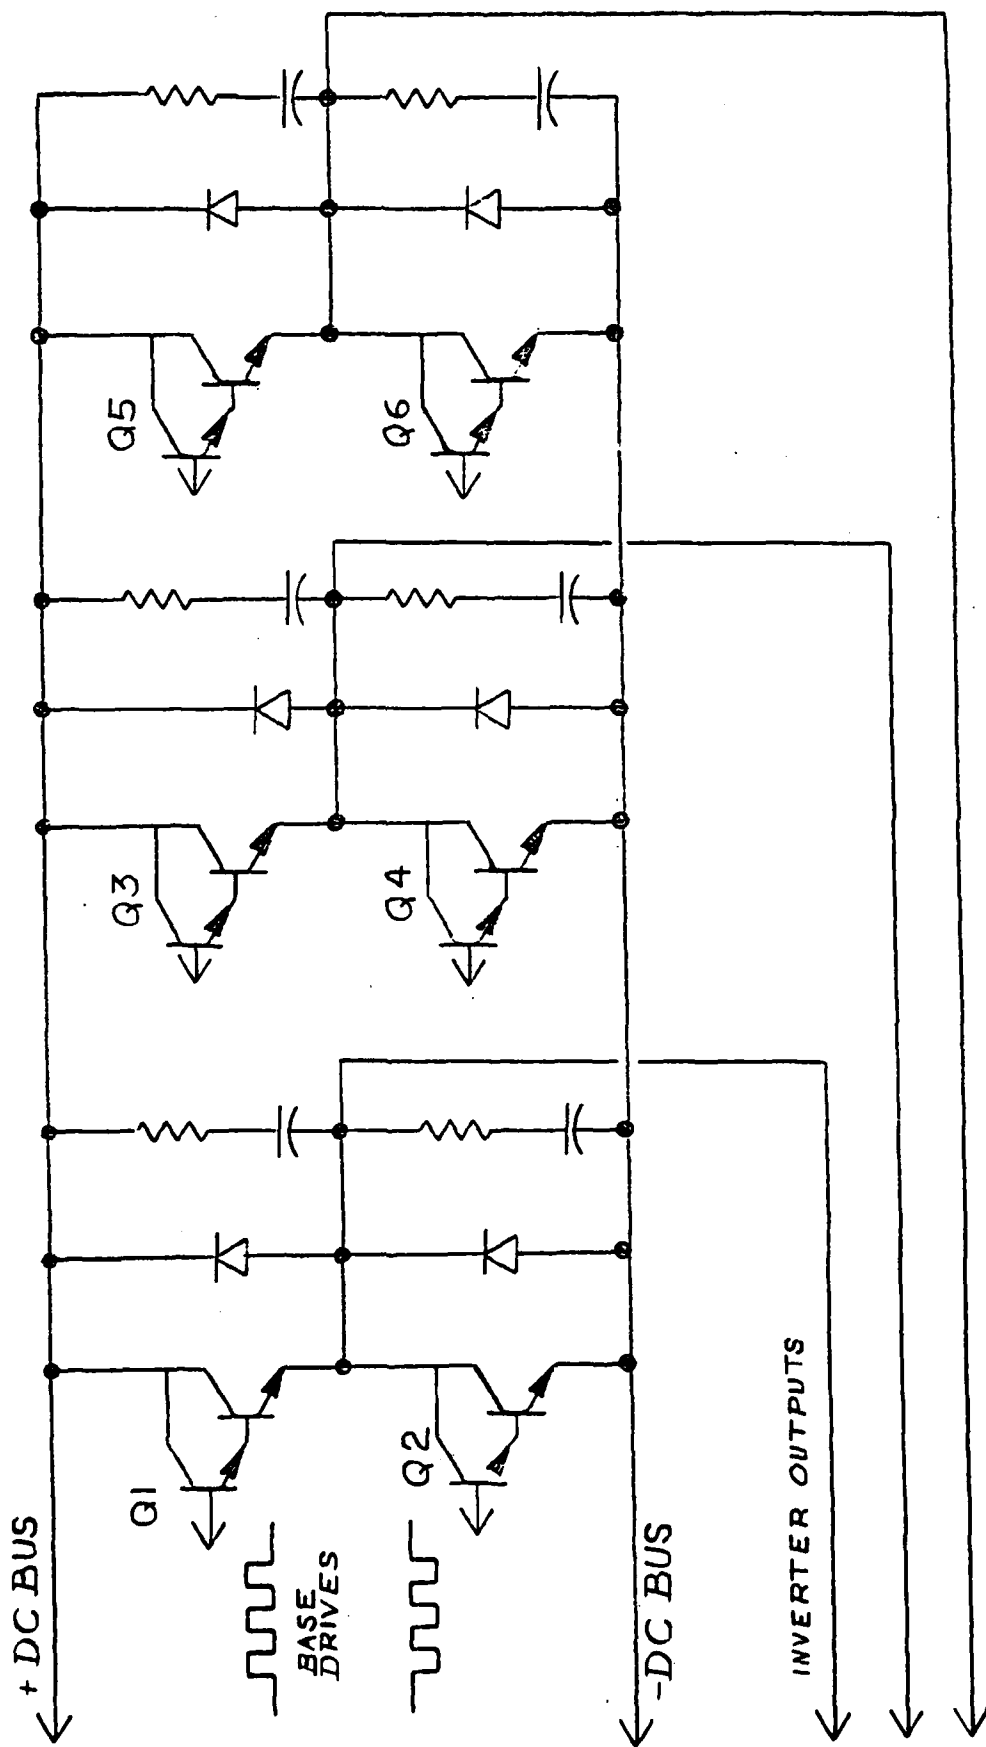 + DC BUS
Q1
Q3
Q5
BASE
DRIVES
Q2
Q4
Q6
-DC BUS
INVERTER OUTPUTS